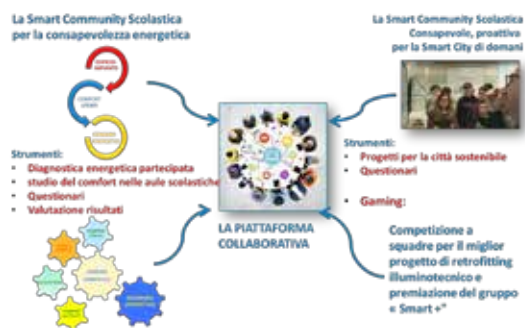 La Smart Community Scolastica
per la consapevolezza energetica
Strumenti:
• Diagnostica energetica partecipata
• studio del comfort nelle aule scolastiche
• Questionari
• Valutazione risultati
LA PIATTAFORMA
COLLABORATIVA
La Smart Community Scolastica
Consapevole, proattiva
per la Smart City di domani
Strumenti:
• Progetti per la città sostenibile
• Questionari
• Gaming:
Competizione a
squadre per il miglior
progetto di retrofitting
illuminotecnico e
premiazione del gruppo
« Smart +"